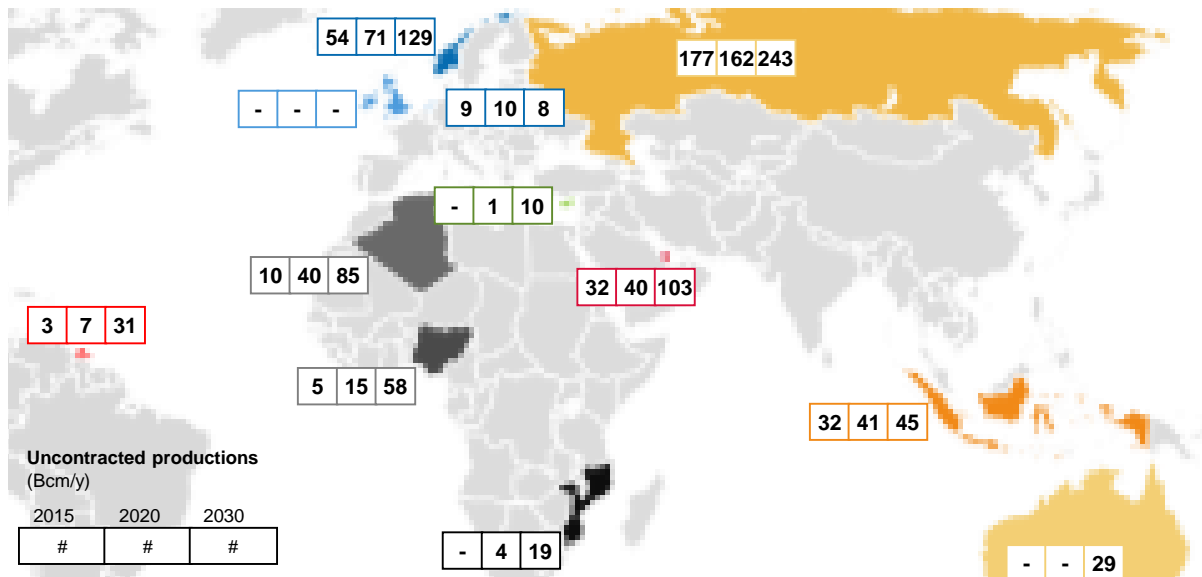 54 71 129
177 162 243
- - -
9 10 8
- 1 10
10 40 85
32 40 103
3 7 31
5 15 58
32 41 45
Uncontracted productions
(Bcm/y)
2015 2020 2030
# # #
- 4 19
- - 29